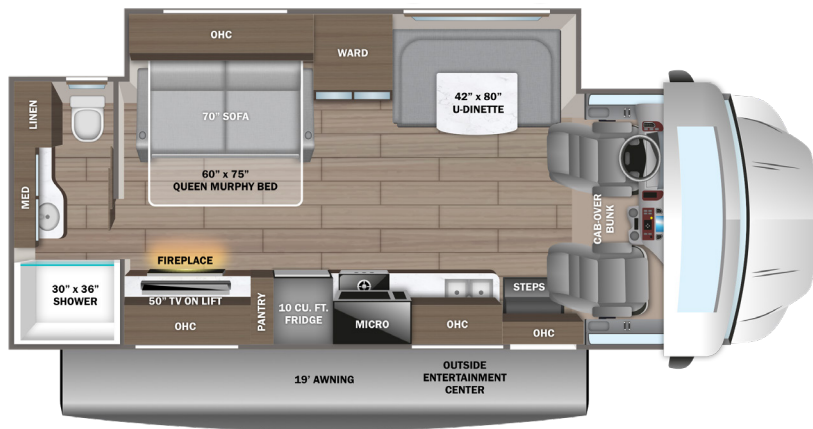 OHC
WARD
LINEN
70" SOFA
42" x 80"
U-DINETTE
60" x 75"
QUEEN MURPHY BED
MED
CAB-OVER
BUNK
FIREPLACE
30" x 36"
SHOWER
50" TV ON LIFT
OHC
PANTRY
10 CU. FT.
FRIDGE
MICRO
OHC
STEPS
OHC
19' AWNING
OUTSIDE
ENTERTAINMENT
CENTER